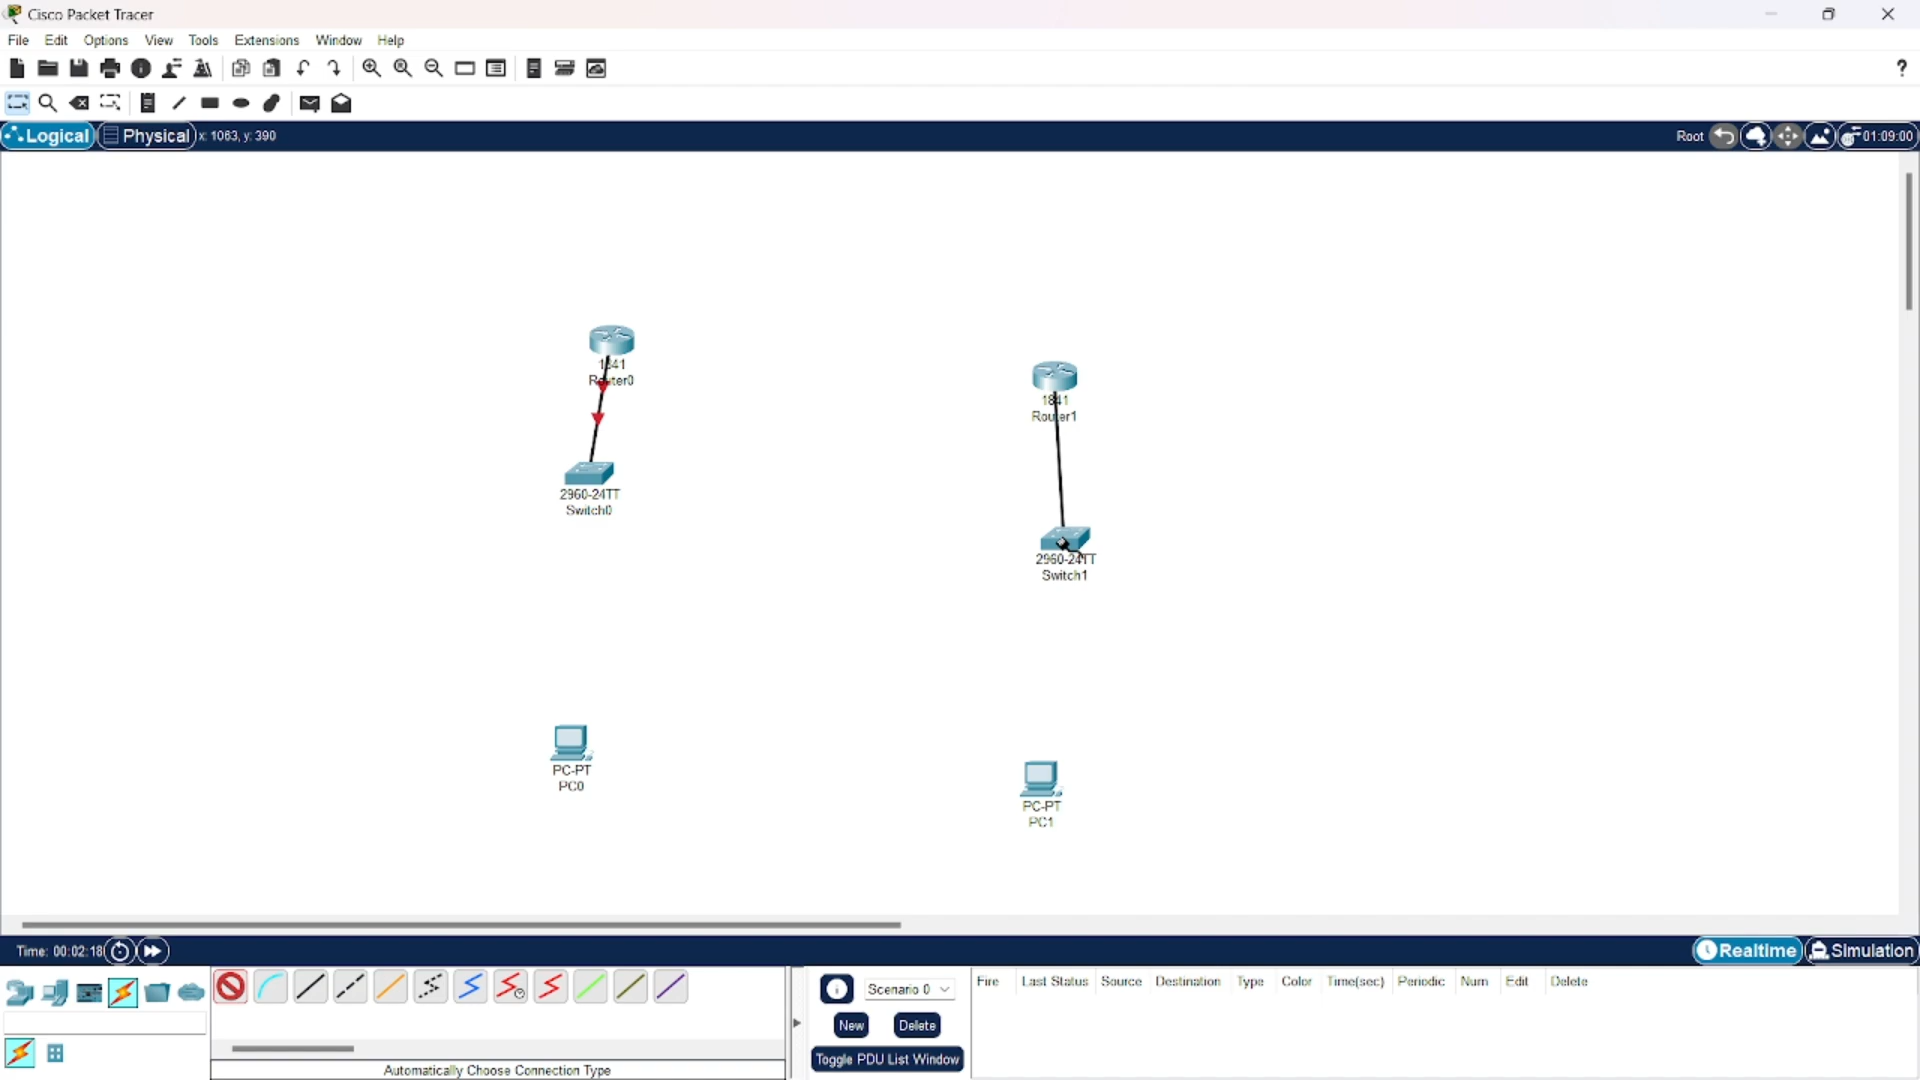 Cisco Packet Tracer
File Edit Options View Tools Extensions Window Help
?
Logical Physical x: 1063, y: 390 Root 01:09:00
1841
Router0
1841
Router1
2960-24TT
Switch0
2960-24TT
Switch1
PC-PT
PC0
PC-PT
PC1
Time: 00:02:18 Realtime Simulation
Scenario 0
New Delete
Toggle PDU List Window
Fire Last Status Source Destination Type Color Time(sec) Periodic Num Edit Delete
Automatically Choose Connection Type